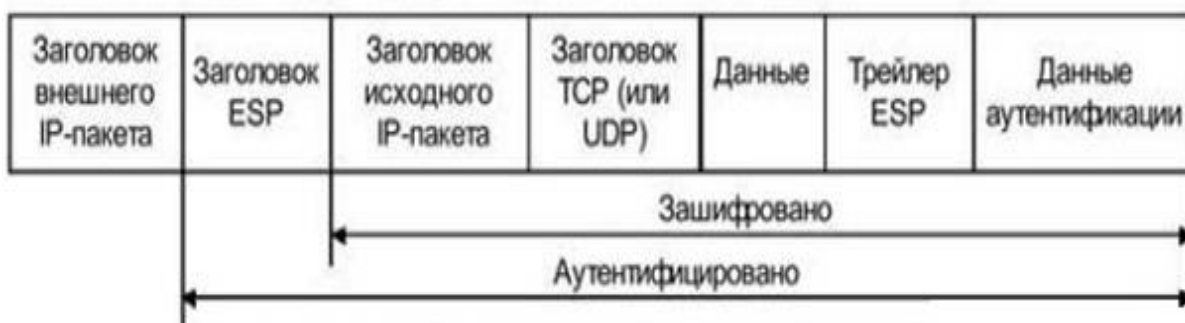 Заголовок внешнего IP-пакета
Заголовок ESP
Заголовок исходного IP-пакета
Заголовок TCP (или UDP)
Данные
Трейлер ESP
Данные аутентификации
Зашифровано
Аутентифицировано